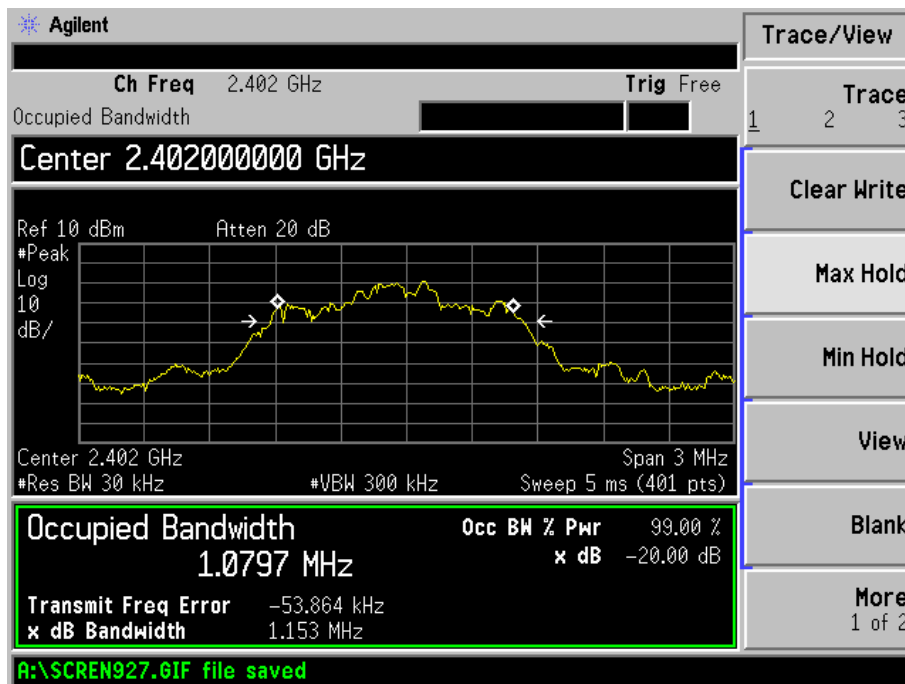 Agilent
Trace/View
Ch Freq 2.402 GHz Trig Free
Occupied Bandwidth
Trace
1 2 3
Center 2.402000000 GHz
Clear Write
Ref 10 dBm Atten 20 dB
#Peak
Log
10
dB/
Max Hold
Min Hold
View
Center 2.402 GHz Span 3 MHz
#Res BW 30 kHz #VBW 300 kHz Sweep 5 ms (401 pts)
Occupied Bandwidth
1.0797 MHz
Occ BW % Pwr 99.00 %
x dB -20.00 dB
Blank
Transmit Freq Error -53.864 kHz
x dB Bandwidth 1.153 MHz
More
1 of 2
A:\SCREN927.GIF file saved